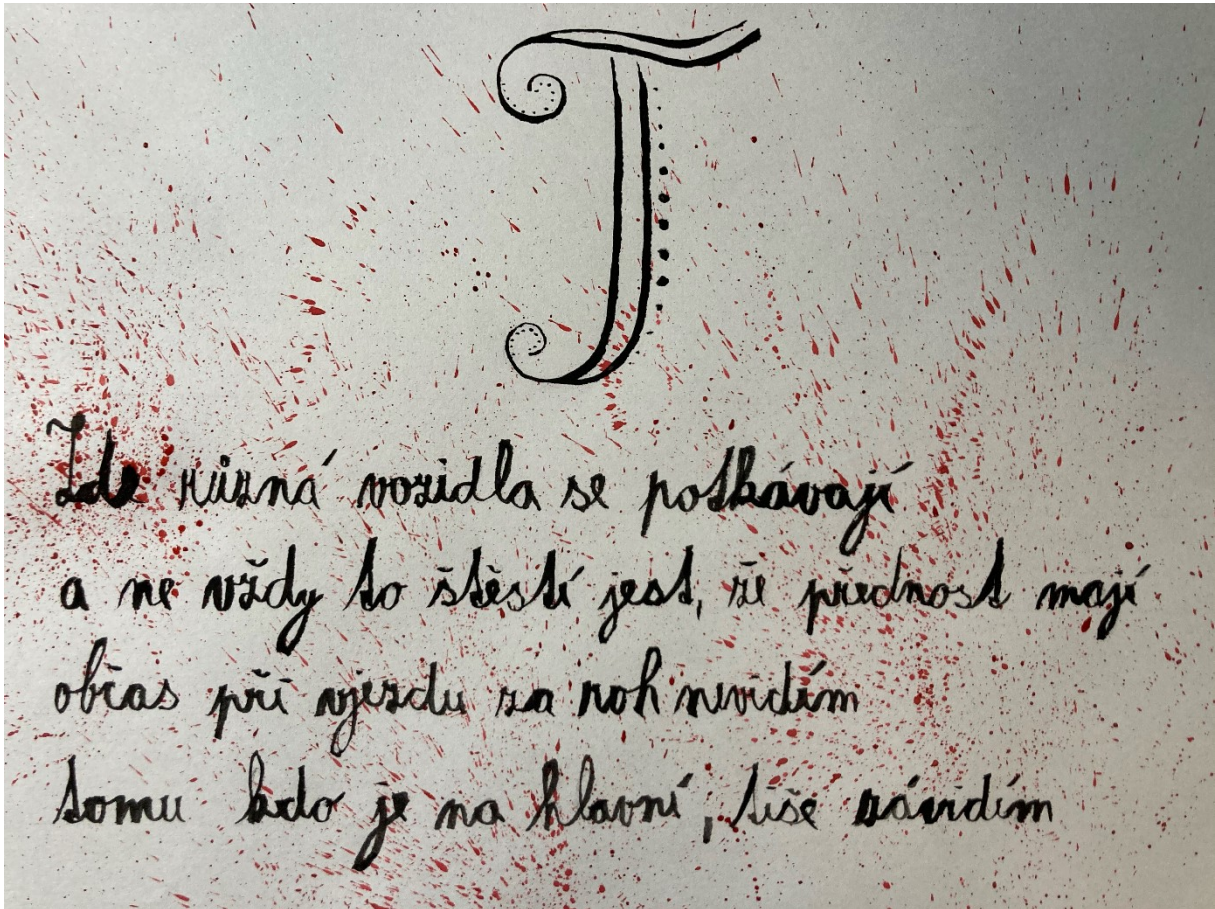 T
Zde různá vozidla se potkávají
a ne vždy to štěstí jest, že přednost mají
občas při vjezdu za roh nevidím
tomu kdo je na hlavní, tiše závidím